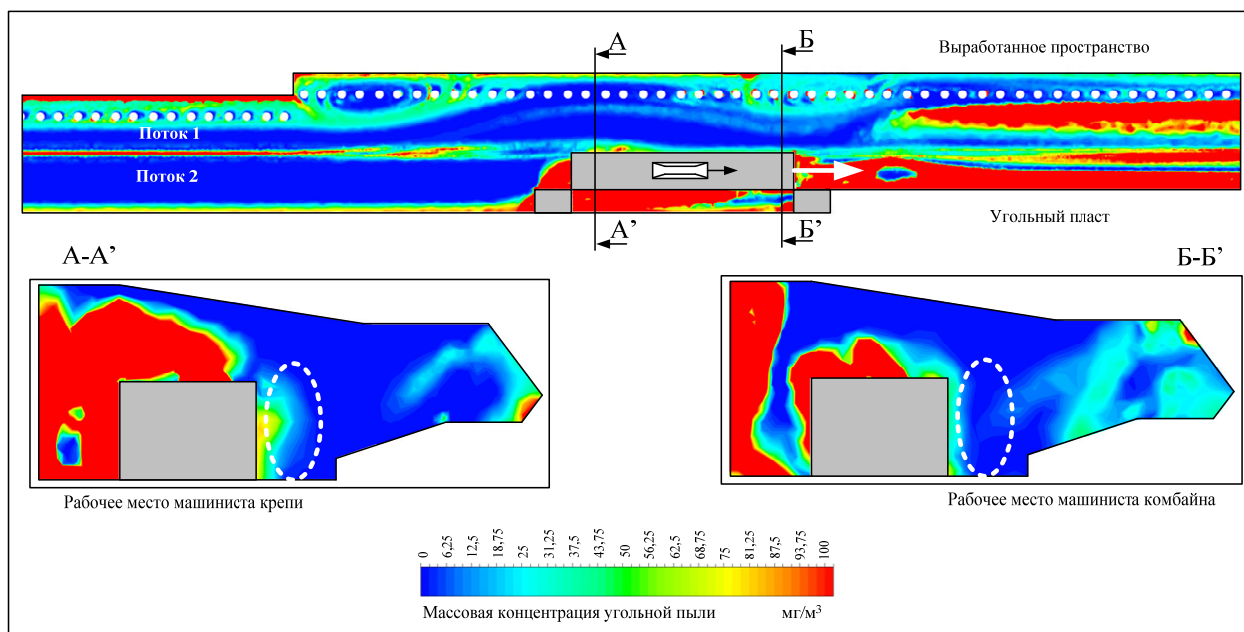 А
Б
Выработанное пространство
Поток 1
Поток 2
Угольный пласт
А’
Б’
А-А’
Б-Б’
Рабочее место машиниста крепи
Рабочее место машиниста комбайна
0 6,25 12,5 18,75 25 31,25 37,5 43,75 50 56,25 62,5 68,75 75 81,25 87,5 93,75 100
Массовая концентрация угольной пыли мг/м³